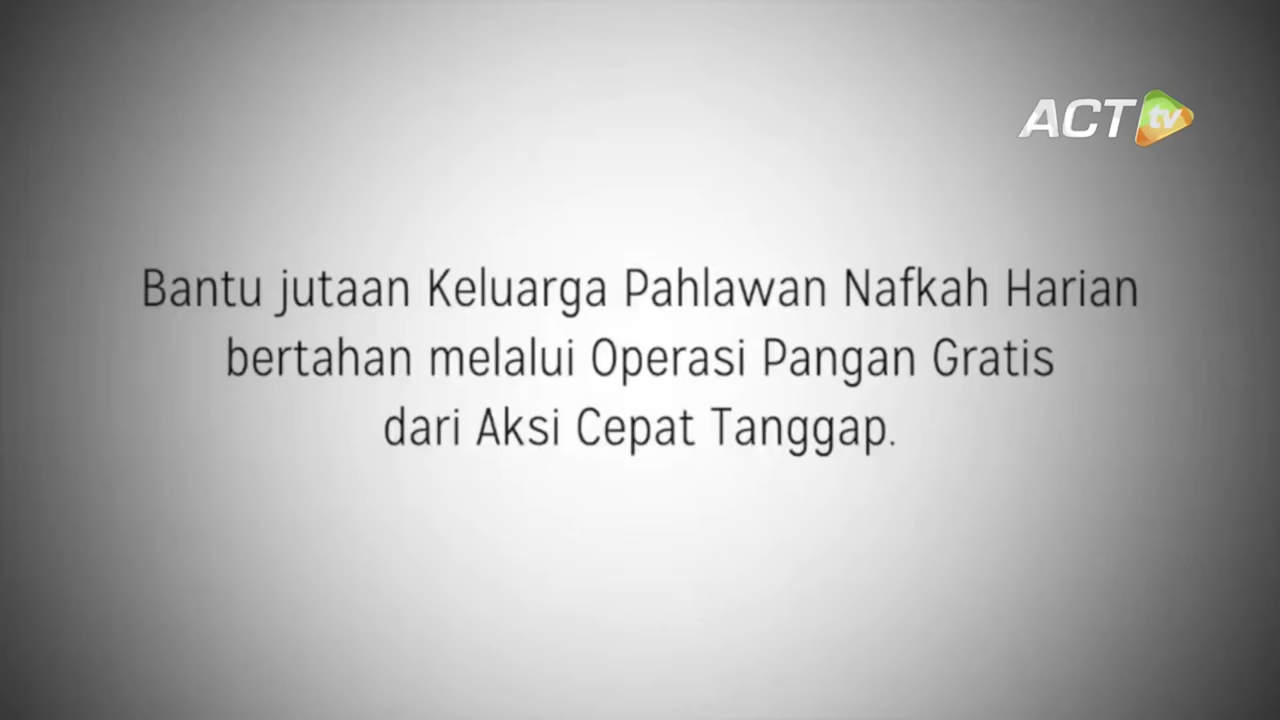 ACT tv
Bantu jutaan Keluarga Pahlawan Nafkah Harian
bertahan melalui Operasi Pangan Gratis
dari Aksi Cepat Tanggap.